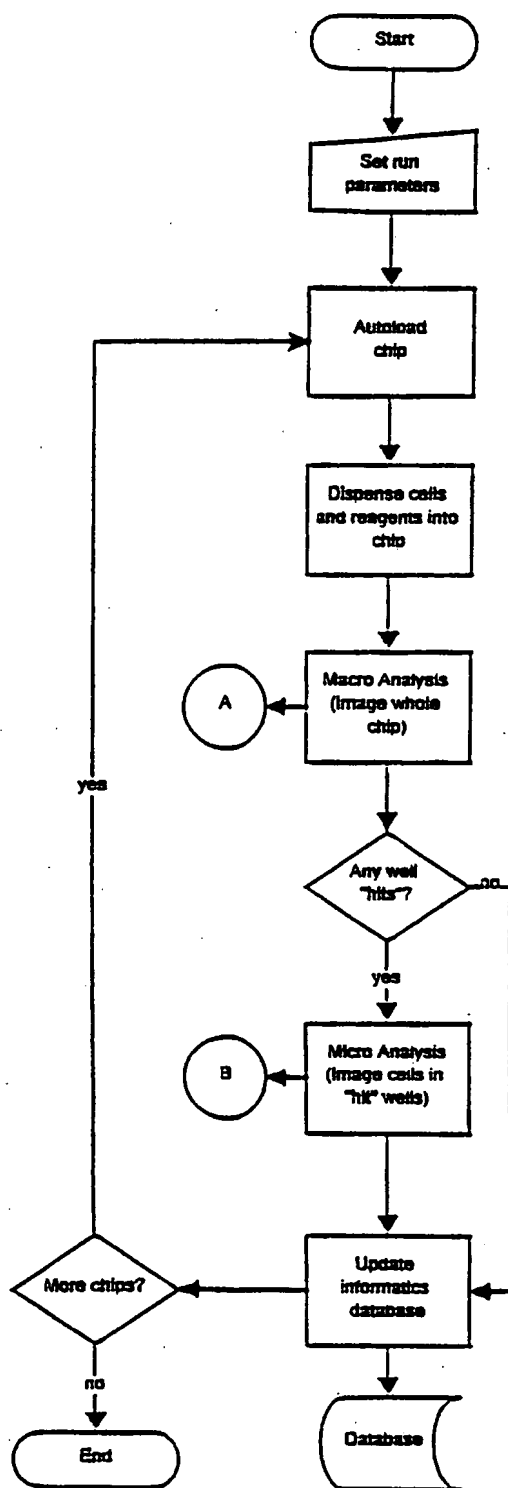 Start
Set run
parameters
Autoload
chip
Dispense cells
and reagents into
chip
A
Macro Analysis
(Image whole
chip)
yes
Any well
"hits"?
no
yes
B
Micro Analysis
(Image cells in
"hit" wells)
More chips?
Update
informatics
database
no
End
Database